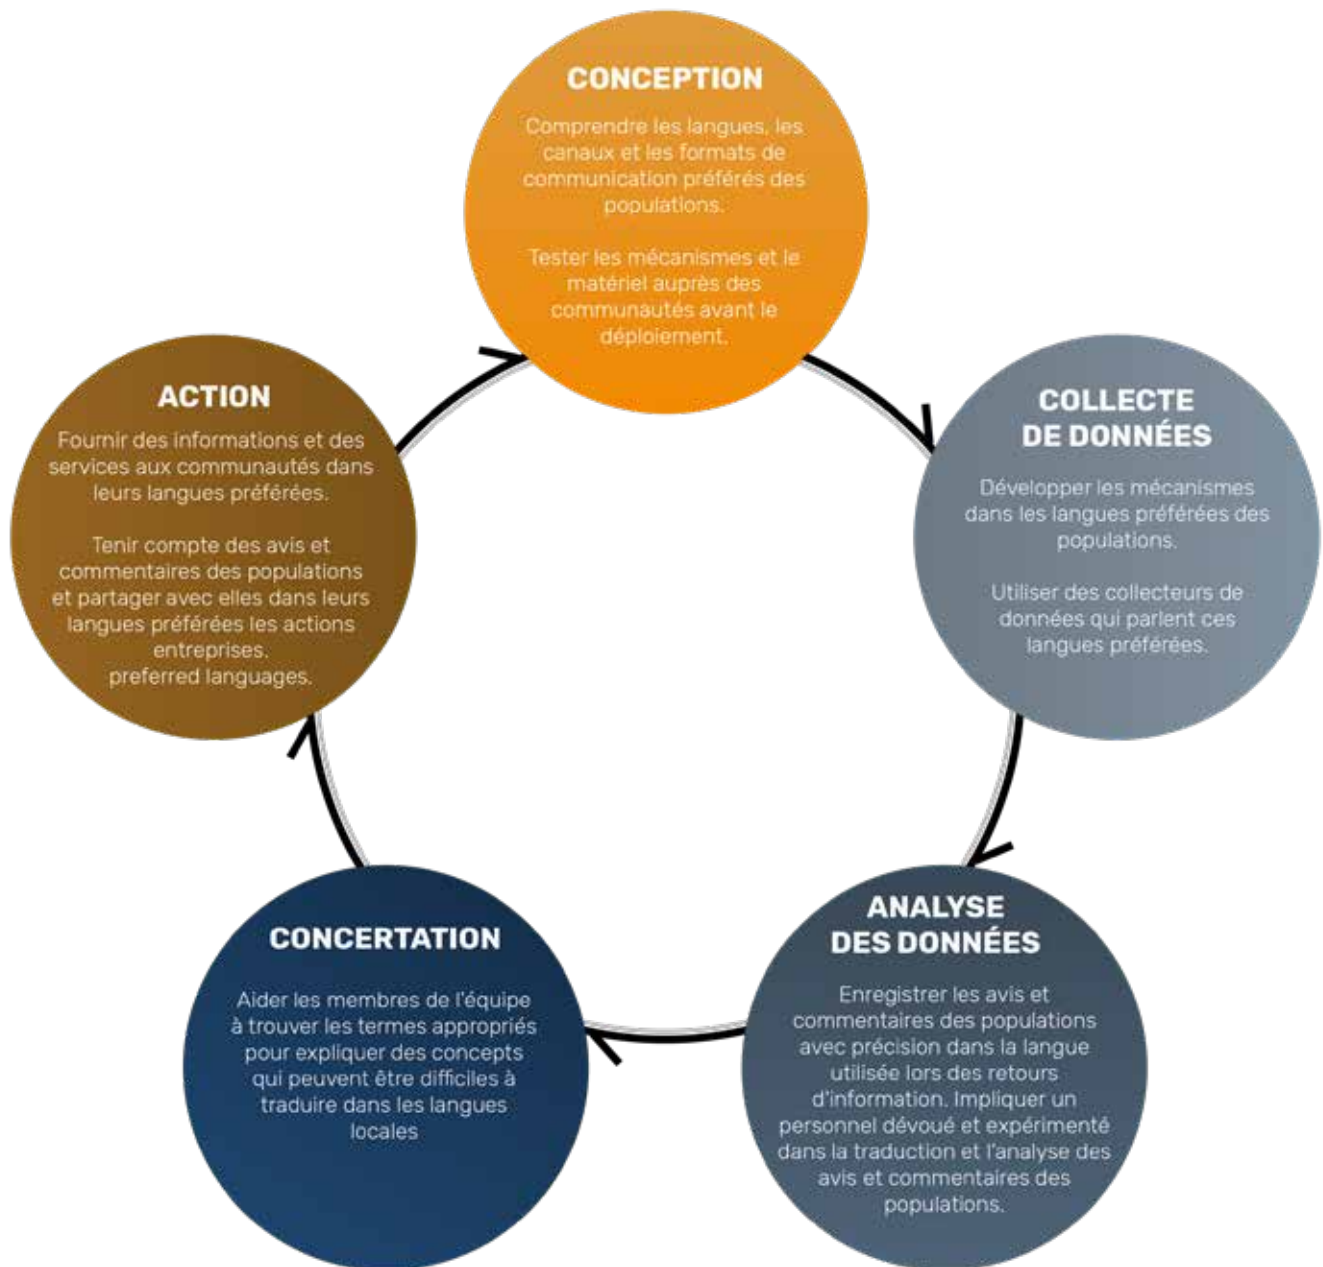 CONCEPTION
Comprendre les langues, les
canaux et les formats de
communication préférés des
populations.
Tester les mécanismes et le
matériel auprès des
communautés avant le
déploiement.
COLLECTE
DE DONNÉES
Développer les mécanismes
dans les langues préférées des
populations.
Utiliser des collecteurs de
données qui parlent ces
langues préférées.
ANALYSE
DES DONNÉES
Enregistrer les avis et
commentaires des populations
avec précision dans la langue
utilisée lors des retours
d'information. Impliquer un
personnel dévoué et expérimenté
dans la traduction et l'analyse des
avis et commentaires des
populations.
CONCERTATION
Aider les membres de l'équipe
à trouver les termes appropriés
pour expliquer des concepts
qui peuvent être difficiles à
traduire dans les langues
locales
ACTION
Fournir des informations et des
services aux communautés dans
leurs langues préférées.
Tenir compte des avis et
commentaires des populations
et partager avec elles dans leurs
langues préférées les actions
entreprises.
preferred languages.